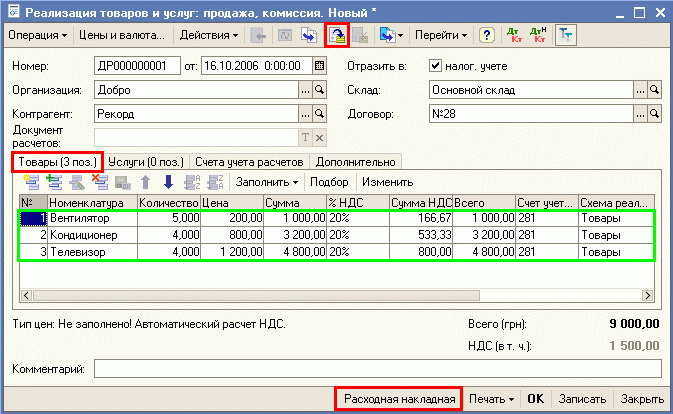 Реализация товаров и услуг: продажа, комиссия. Новый *
Операция Цены и валюта... Действия Перейти ? Дт Кт ДтН Кт Тт
Номер: ДР000000001 от: 16.10.2006 0:00:00 Отразить в: налог. учете
Организация: Добро ... Склад: Основной склад ...
Контрагент: Рекорд ... Договор: №28 ...
Документ расчетов: T ×
Товары (3 поз.) Услуги (0 поз.) Счета учета расчетов Дополнительно
Заполнить Подбор Изменить
№ Номенклатура Количество Цена Сумма % НДС Сумма НДС Всего Счет учет... Схема реал...
1 Вентилятор 5,000 200,00 1 000,00 20% 166,67 1 000,00 281 Товары
2 Кондиционер 4,000 800,00 3 200,00 20% 533,33 3 200,00 281 Товары
3 Телевизор 4,000 1 200,00 4 800,00 20% 800,00 4 800,00 281 Товары
Тип цен: Не заполнено! Автоматический расчет НДС. Всего (грн): 9 000,00
НДС (в т. ч.): 1 500,00
Комментарий:
Расходная накладная Печать OK Записать Закрыть